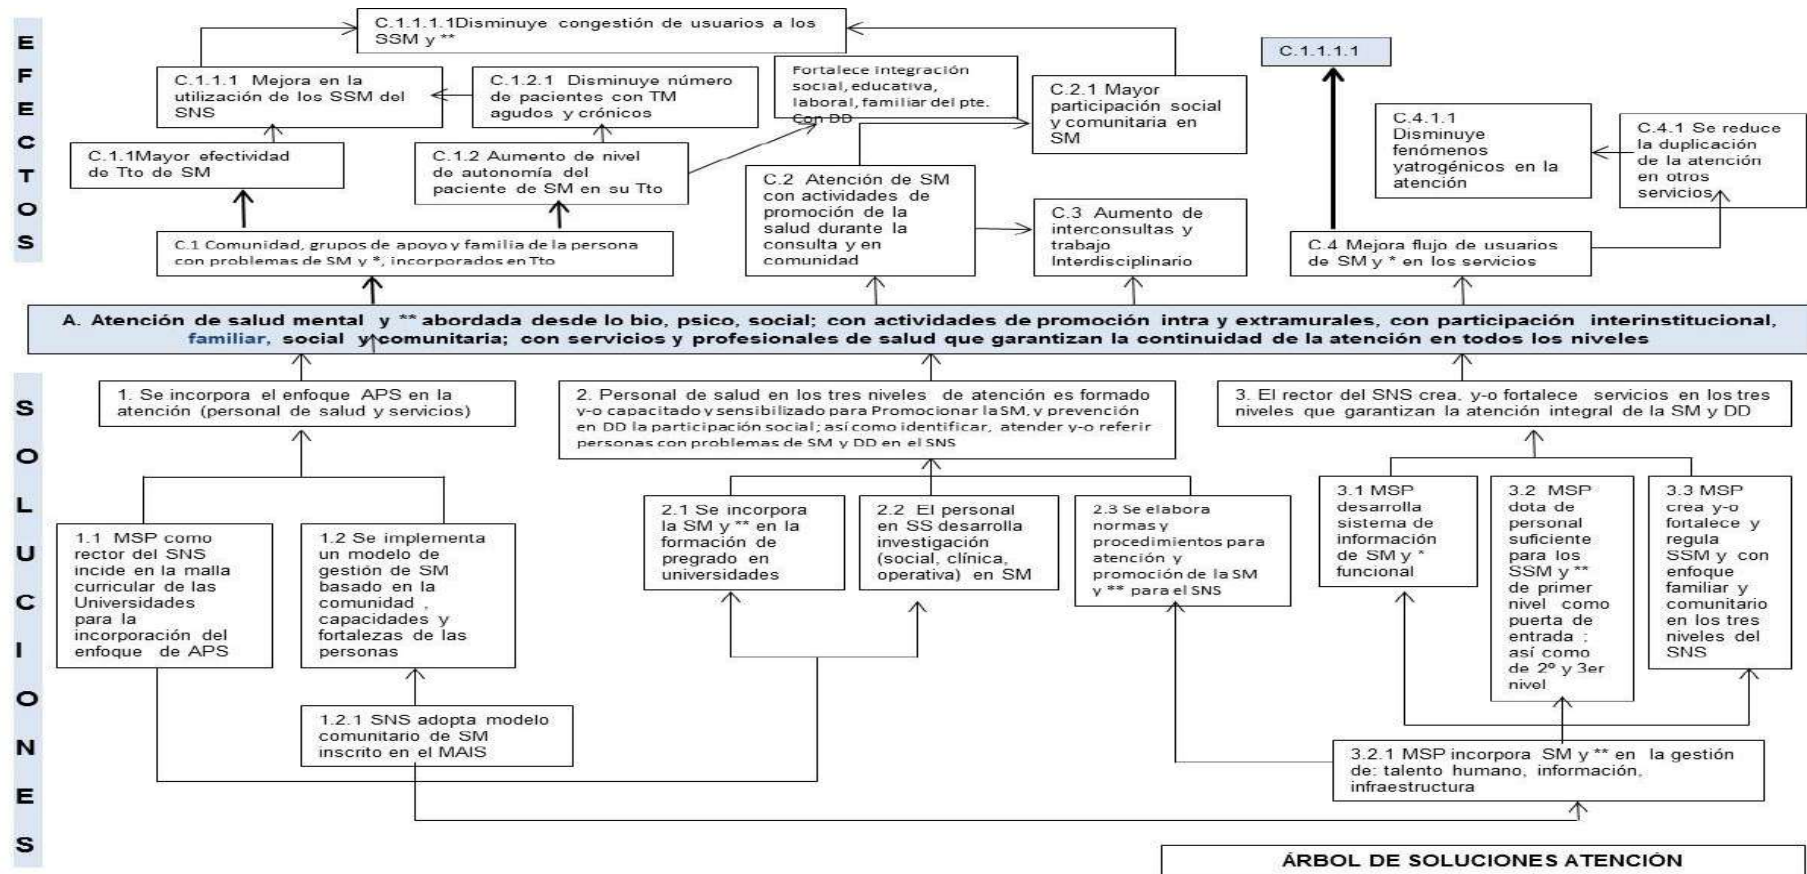 EFECTOS
C.1.1.1.1Disminuye congestión de usuarios a los
SSM y **
C.1.1.1 Mejora en la
utilización de los SSM del
SNS
C.1.2.1 Disminuye número
de pacientes con TM
agudos y crónicos
Fortalece integración
social, educativa,
laboral, familiar del pte.
Con DD
C.2.1 Mayor
participación social
y comunitaria en
SM
C.1.1.1.1
C.4.1.1
Disminuye
fenómenos
yatrogénicos en la
atención
C.4.1 Se reduce
la duplicación
de la atención
en otros
servicios
C.1.1Mayor efectividad
de Tto de SM
C.1.2 Aumento de nivel
de autonomía del
paciente de SM en su Tto
C.2 Atención de SM
con actividades de
promoción de la
salud durante la
consulta y en
comunidad
C.3 Aumento de
interconsultas y
trabajo
Interdisciplinario
C.1 Comunidad, grupos de apoyo y familia de la persona
con problemas de SM y *, incorporados en Tto
C.4 Mejora flujo de usuarios
de SM y * en los servicios
A. Atención de salud mental y ** abordada desde lo bio, psico, social; con actividades de promoción intra y extramurales, con participación interinstitucional,
familiar, social y comunitaria; con servicios y profesionales de salud que garantizan la continuidad de la atención en todos los niveles
SOLUCIONES
1. Se incorpora el enfoque APS en la
atención (personal de salud y servicios)
2. Personal de salud en los tres niveles de atención es formado
y-o capacitado y sensibilizado para Promocionar la SM, y prevención
en DD la participación social; así como identificar, atender y-o referir
personas con problemas de SM y DD en el SNS
3. El rector del SNS crea, y-o fortalece servicios en los tres
niveles que garantizan la atención integral de la SM y DD
1.1 MSP como
rector del SNS
incide en la malla
curricular de las
Universidades
para la
incorporación del
enfoque de APS
1.2 Se implementa
un modelo de
gestión de SM
basado en la
comunidad ,
capacidades y
fortalezas de las
personas
2.1 Se incorpora
la SM y ** en la
formación de
pregrado en
universidades
2.2 El personal
en SS desarrolla
investigación
(social, clínica,
operativa) en SM
2.3 Se elabora
normas y
procedimientos para
atención y
promoción de la SM
y ** para el SNS
3.1 MSP
desarrolla
sistema de
información
de SM y *
funcional
3.2 MSP
dota de
personal
suficiente
para los
SSM y **
de primer
nivel como
puerta de
entrada ;
así como
de 2º y 3er
nivel
3.3 MSP
crea y-o
fortalece y
regula
SSM y con
enfoque
familiar y
comunitario
en los tres
niveles del
SNS
1.2.1 SNS adopta modelo
comunitario de SM
inscrito en el MAIS
3.2.1 MSP incorpora SM y ** en la gestión
de: talento humano, información,
infraestructura
ÁRBOL DE SOLUCIONES ATENCIÓN